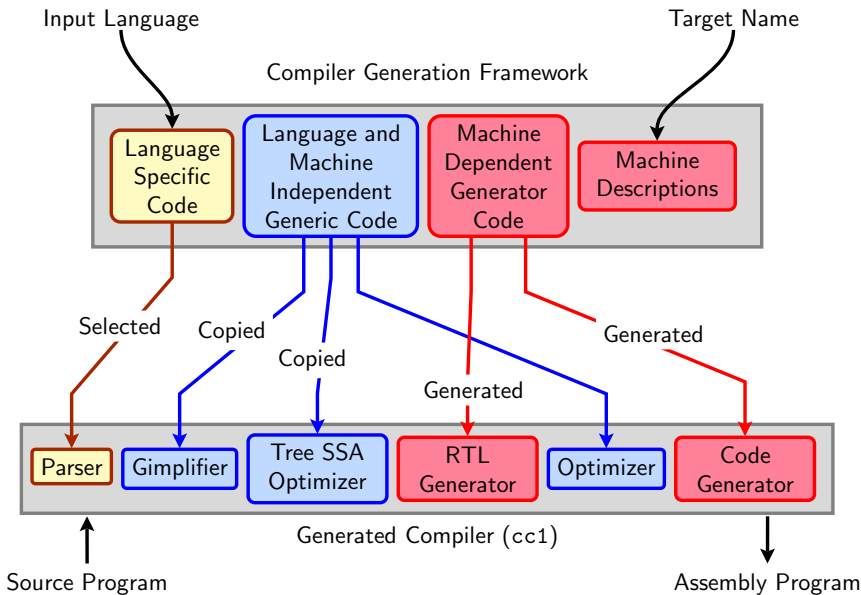 Input Language
Target Name
Compiler Generation Framework
Language
Specific
Code
Language and
Machine
Independent
Generic Code
Machine
Dependent
Generator
Code
Machine
Descriptions
Selected
Copied
Copied
Generated
Generated
Parser
Gimplifier
Tree SSA
Optimizer
RTL
Generator
Optimizer
Code
Generator
Generated Compiler (cc1)
Source Program
Assembly Program